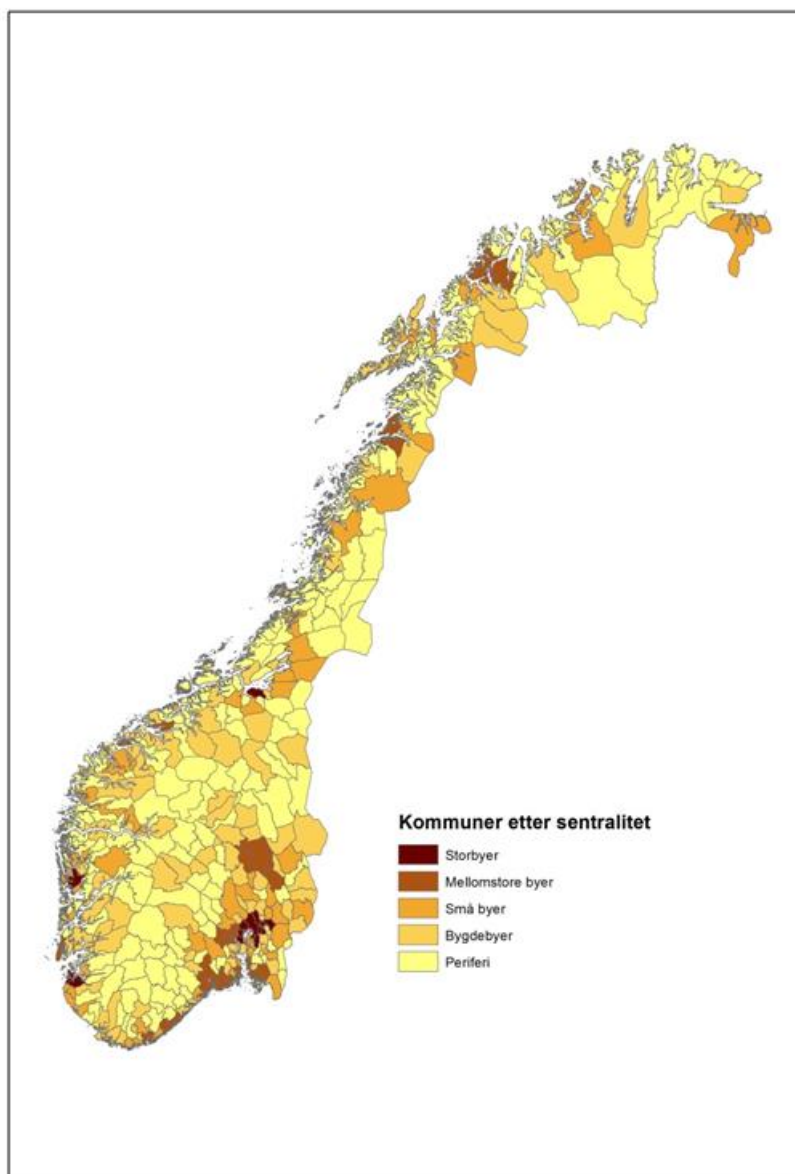 Kommuner etter sentralitet
Storbyer
Mellomstore byer
Små byer
Bygdebyer
Periferi